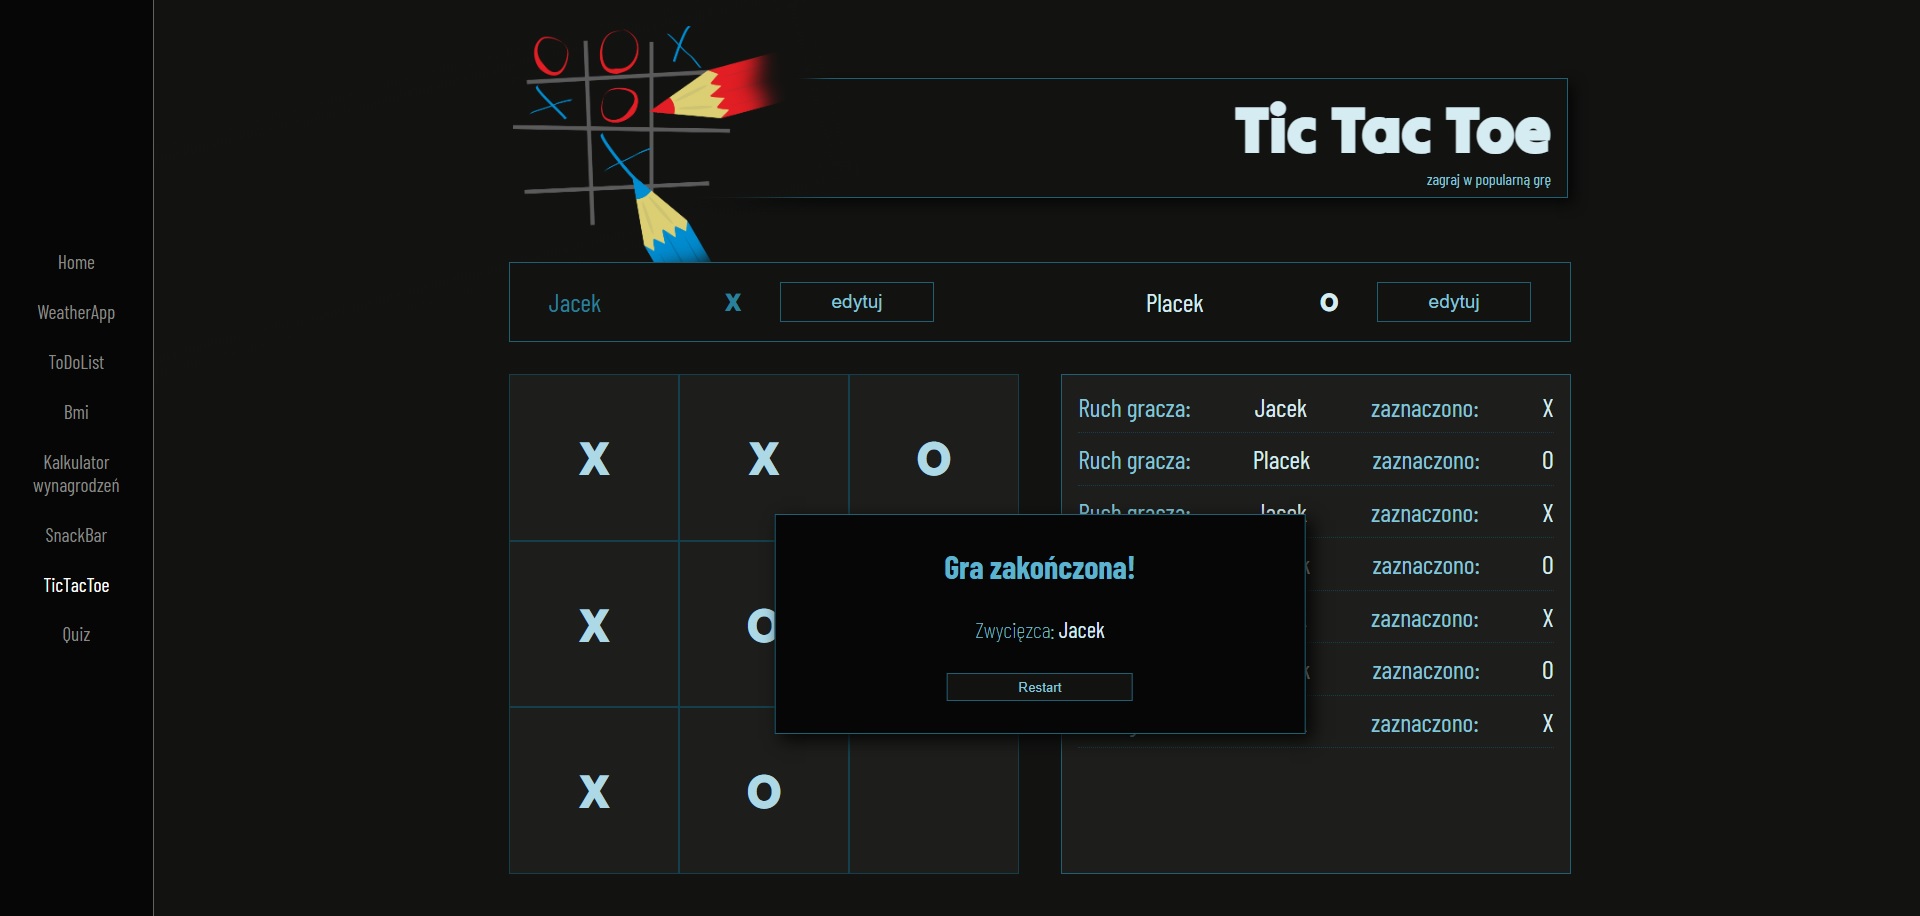 Home
WeatherApp
ToDoList
Bmi
Kalkulator
wynagrodzeń
SnackBar
TicTacToe
Quiz
Tic Tac Toe
zagraj w popularną grę
Jacek X edytuj Placek O edytuj
X X O
X O
X O
Ruch gracza: Jacek zaznaczono: X
Ruch gracza: Placek zaznaczono: O
Ruch gracza: Jacek zaznaczono: X
zaznaczono: O
zaznaczono: X
zaznaczono: O
zaznaczono: X
Gra zakończona!
Zwycięzca: Jacek
Restart